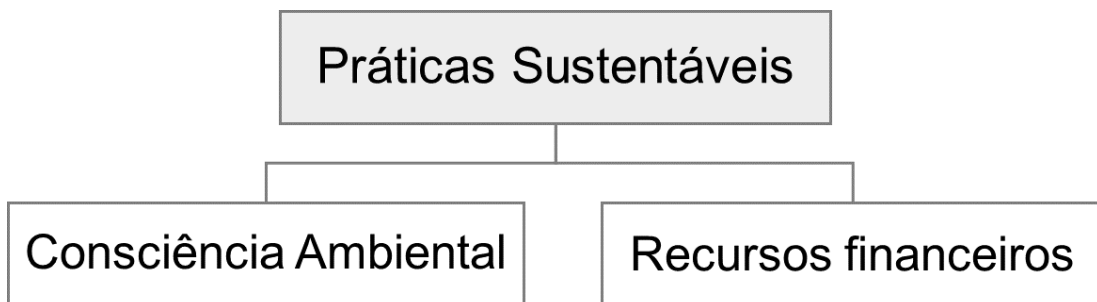 Práticas Sustentáveis
Consciência Ambiental
Recursos financeiros